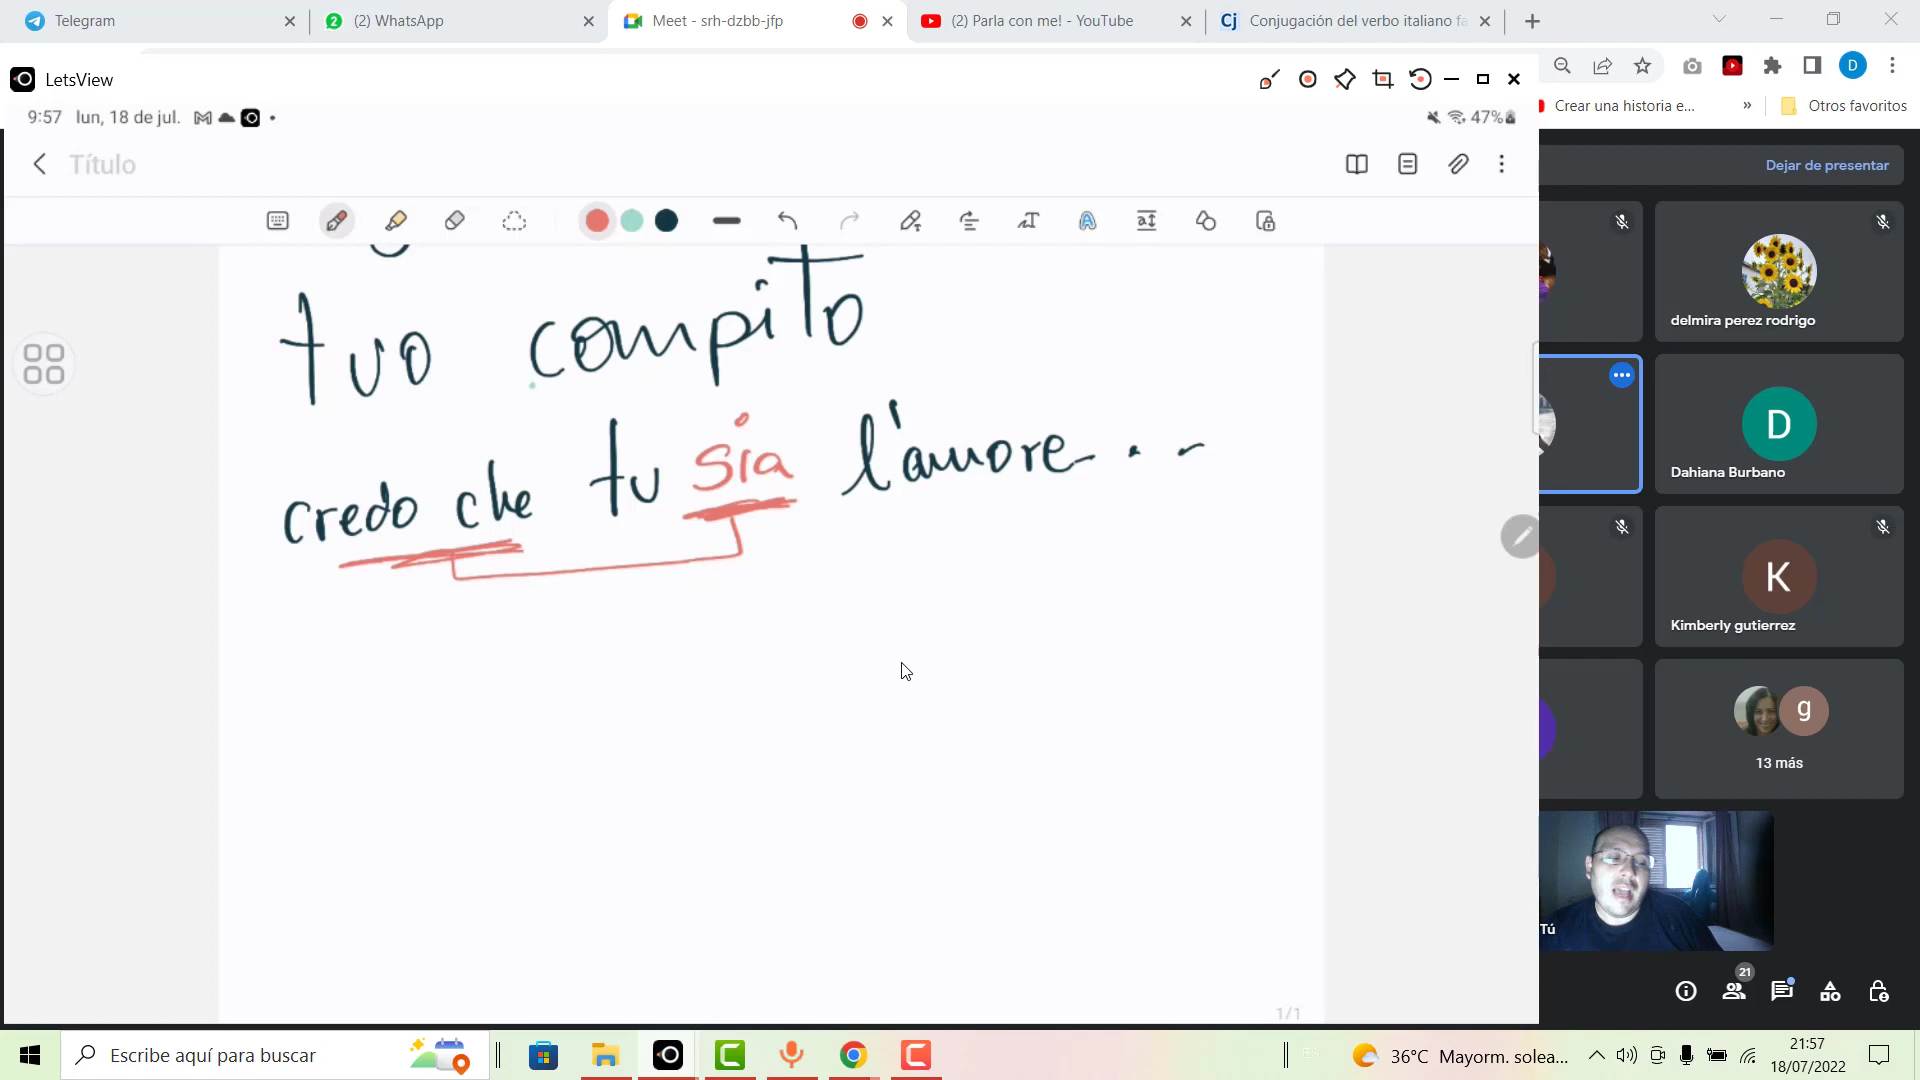 Telegram
(2) WhatsApp
Meet - srh-dzbb-jfp
(2) Parla con me! - YouTube
Conjugación del verbo italiano fa
LetsView
D
Crear una historia e...
»
Otros favoritos
9:57 lun, 18 de jul.
47%
Título
Dejar de presentar
tuo compito
credo che tu sia l'amore...
delmira perez rodrigo
D
Dahiana Burbano
K
Kimberly gutierrez
g
13 más
Tú
21
1/1
Escribe aquí para buscar
36°C Mayorm. solea...
21:57
18/07/2022